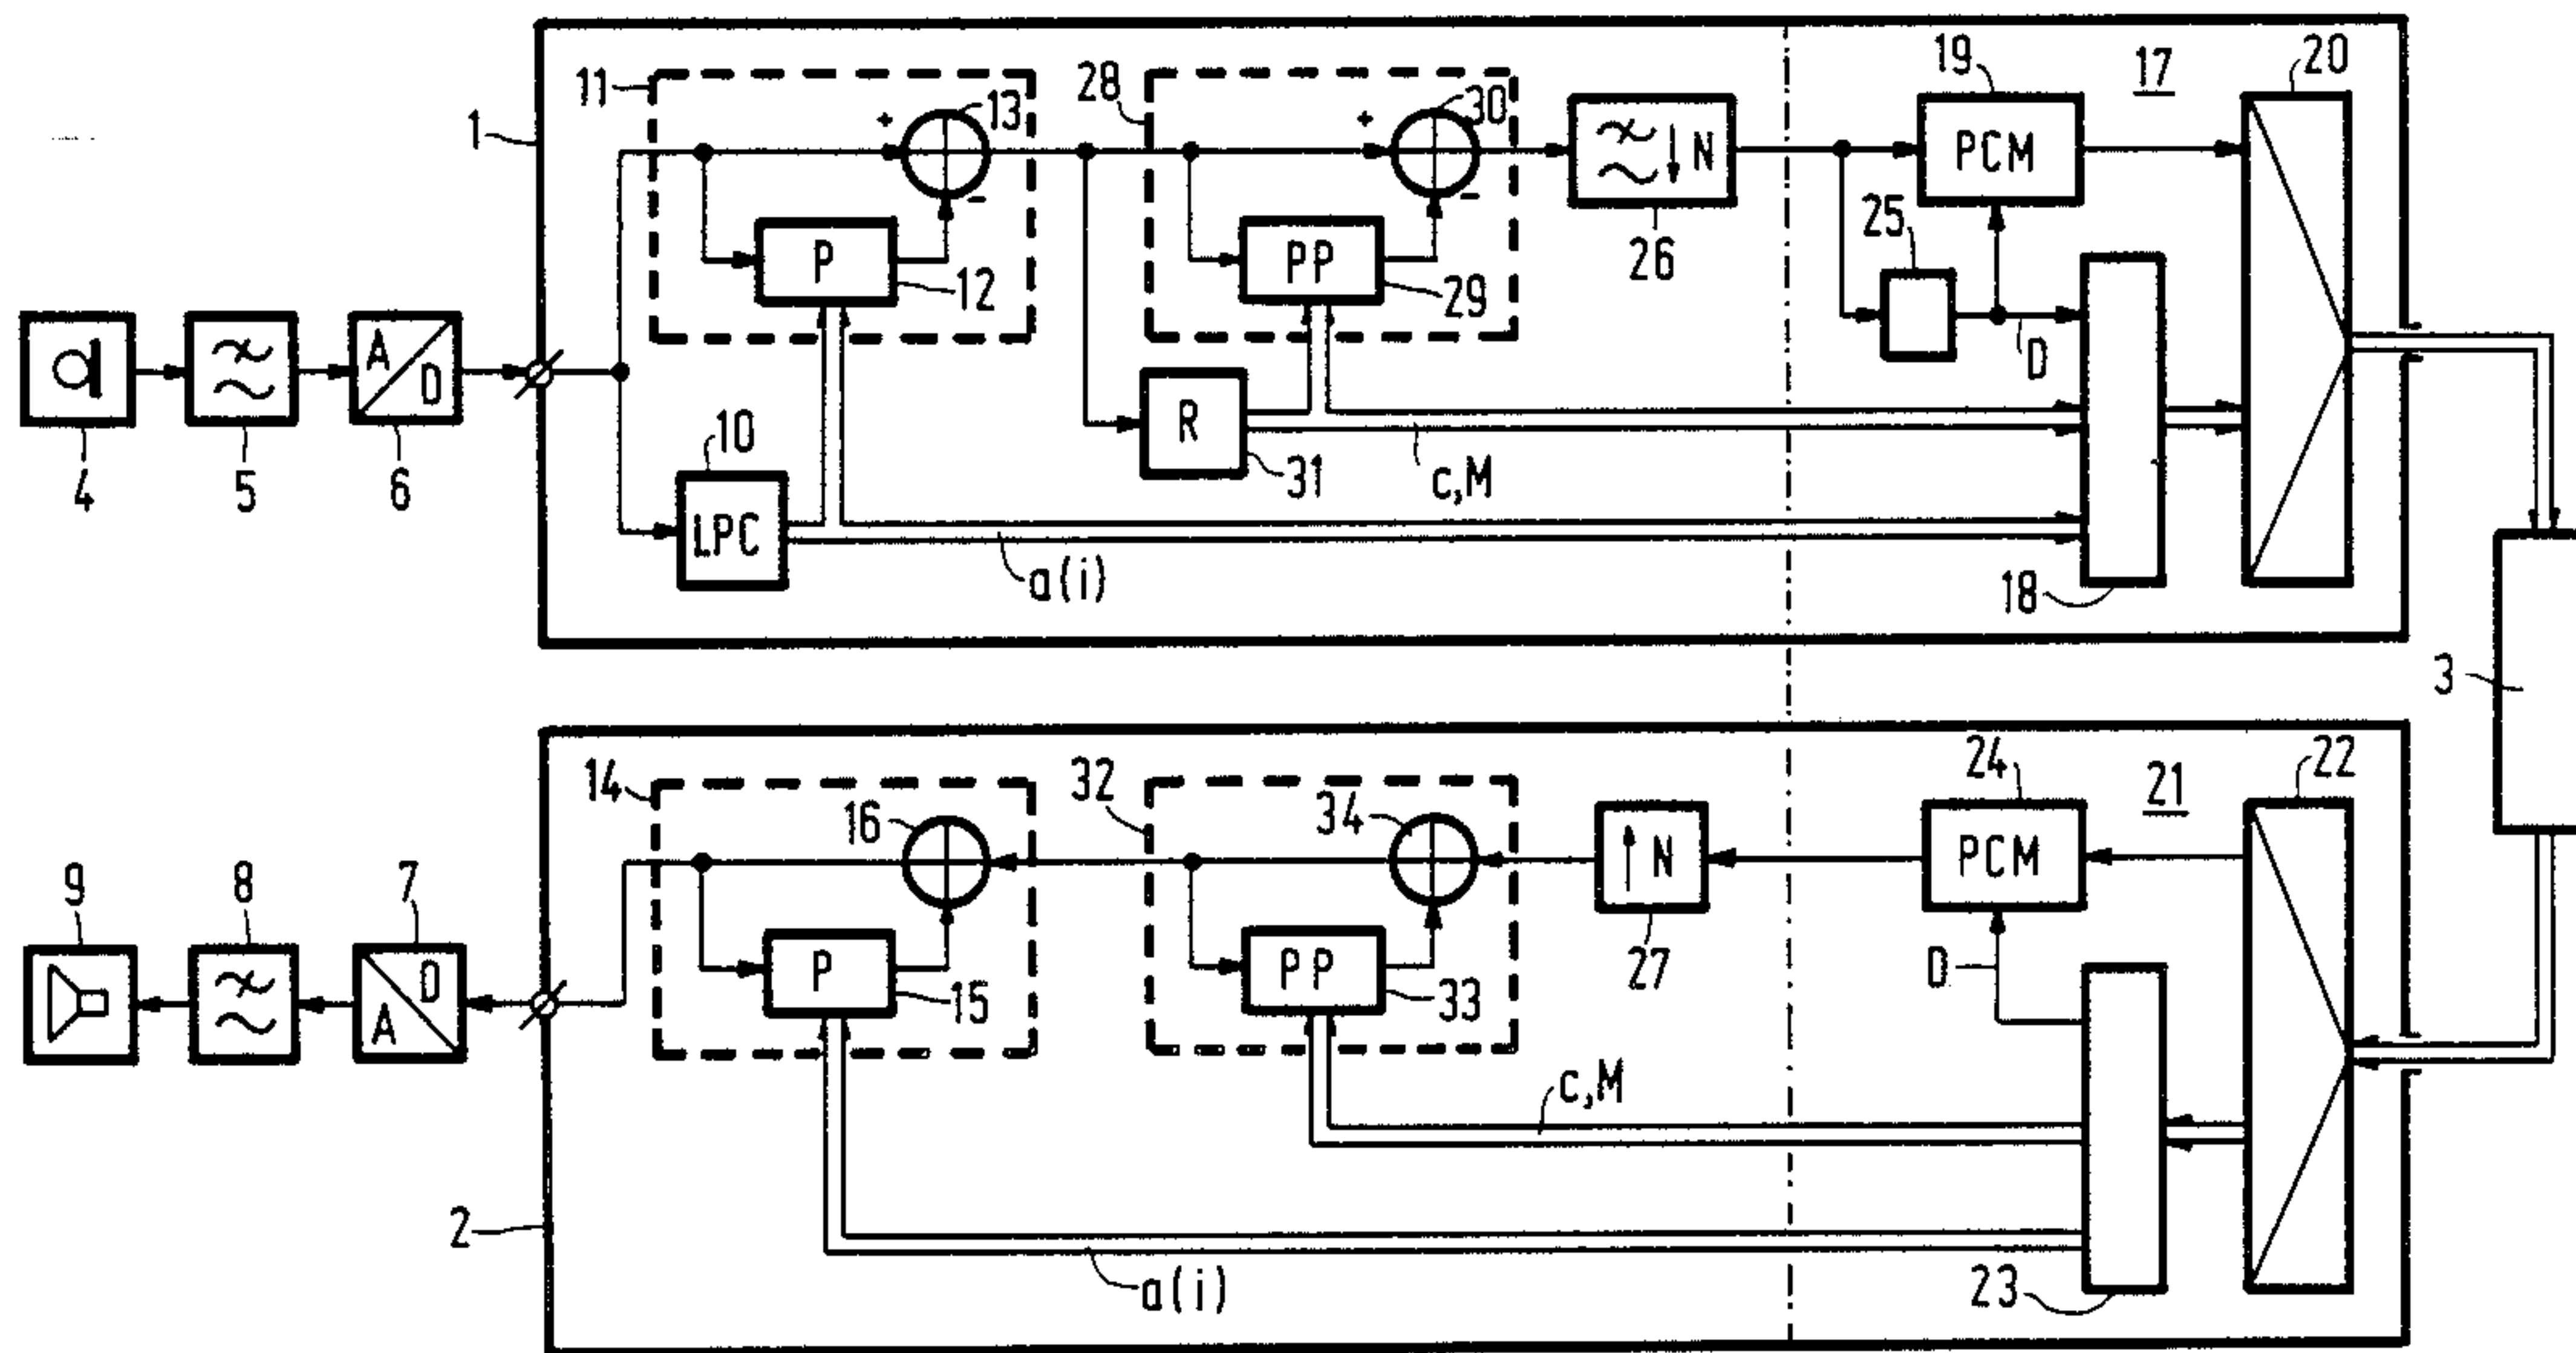 19 17 20
11 13 28 30
1
+ - + -
PCM
N
25
P PP
12 29 26
A D
D
R
10
31
c,M
4 5 6
LPC
a(i)
18
3
24 21 22
14 16 32 34
PCM
N
9 8 7
D A
P PP
15 33 27
D
c,M
2
a(i)
23